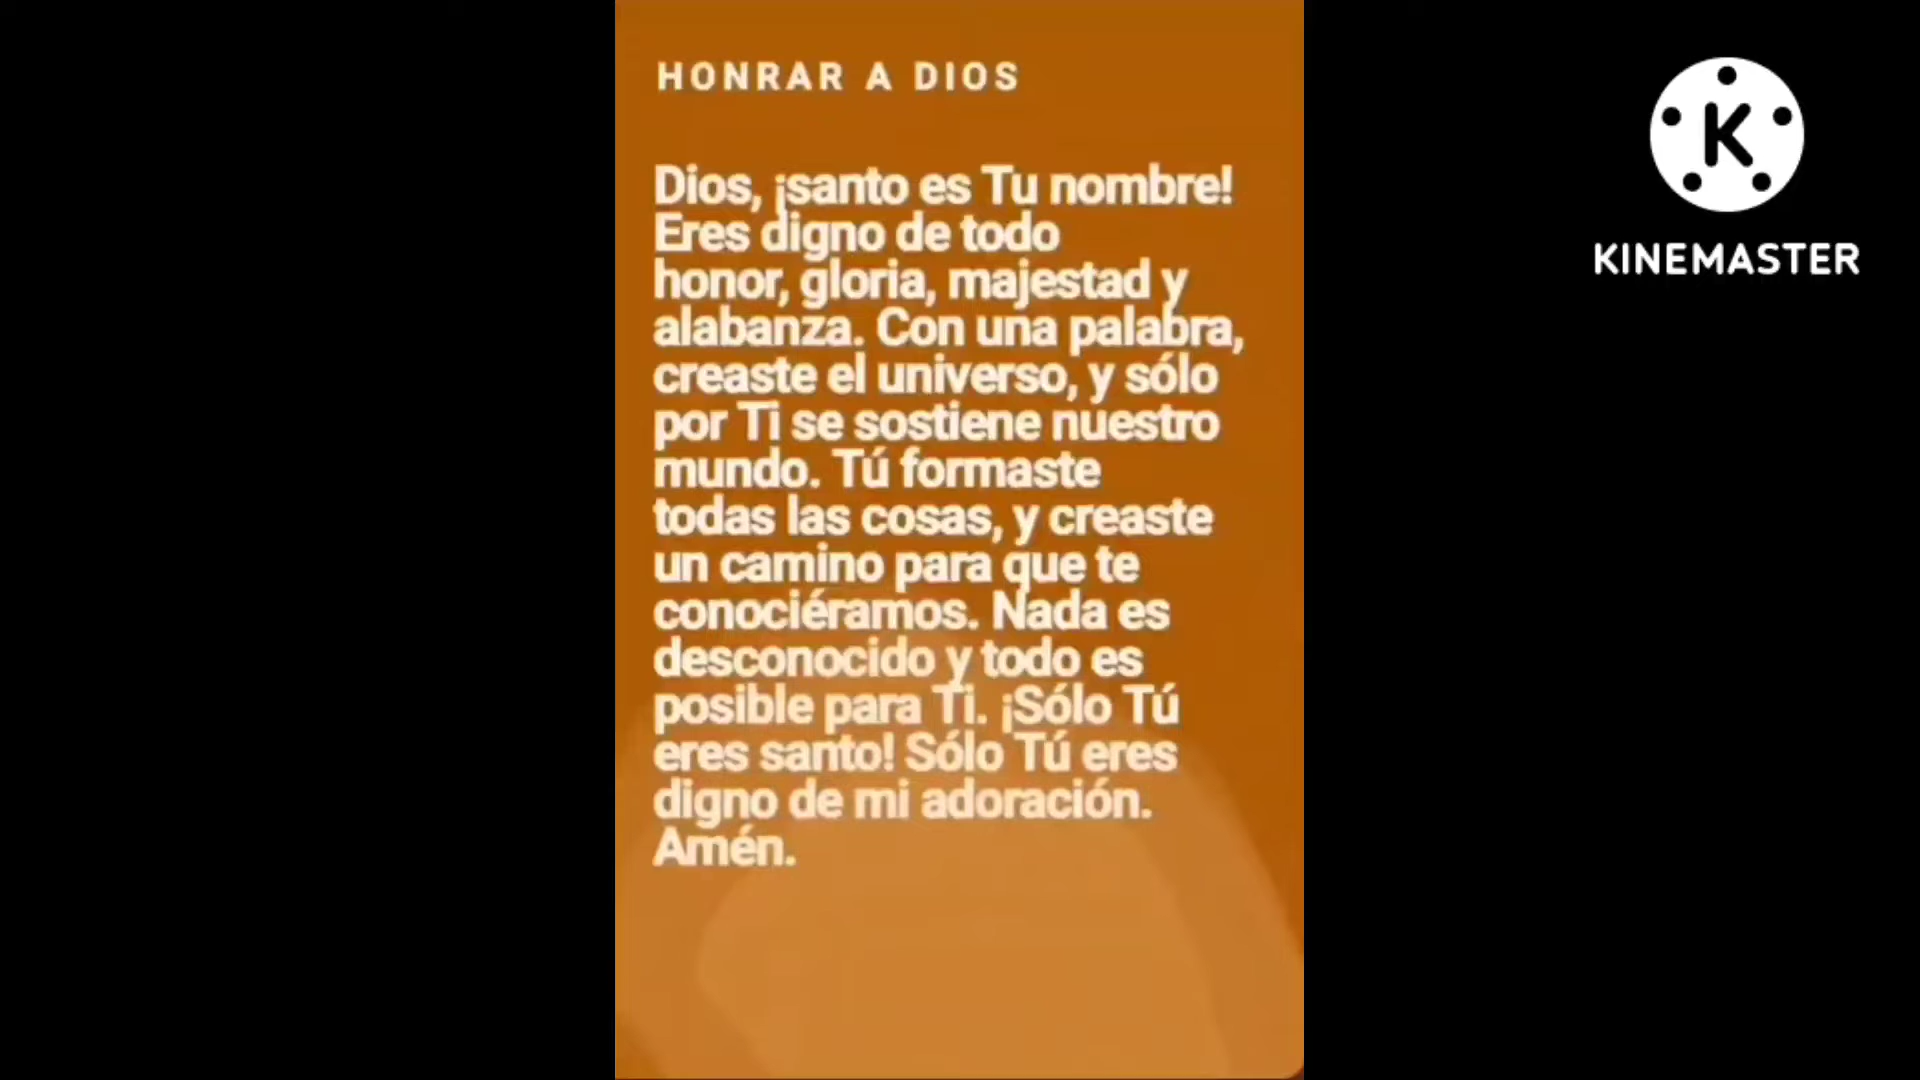 HONRAR A DIOS
Dios, ¡santo es Tu nombre!
Eres digno de todo
honor, gloria, majestad y
alabanza. Con una palabra,
creaste el universo, y sólo
por Ti se sostiene nuestro
mundo. Tú formaste
todas las cosas, y creaste
un camino para que te
conociéramos. Nada es
desconocido y todo es
posible para Ti. ¡Sólo Tú
eres santo! Sólo Tú eres
digno de mi adoración.
Amén.
K
KINEMASTER